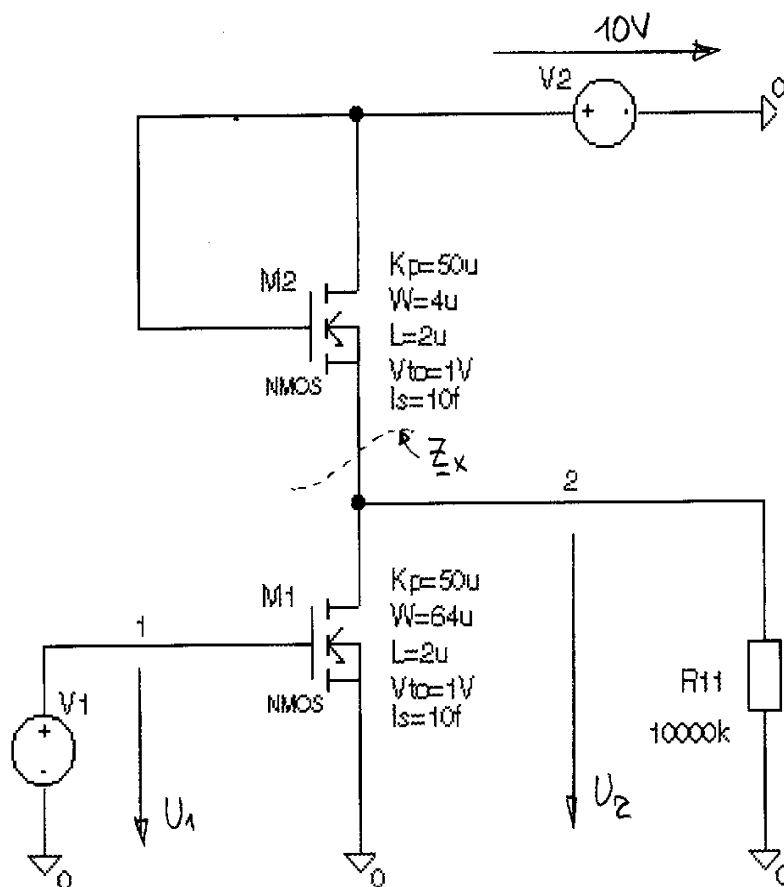 10V
V2
0
+ -
M2
Kp=50u
W=4u
L=2u
Vto=1V
Is=10f
NMOS
Zx
2
M1
Kp=50u
W=64u
L=2u
Vto=1V
Is=10f
NMOS
1
V1
+
-
U1
U2
R11
10000k
0
0
0